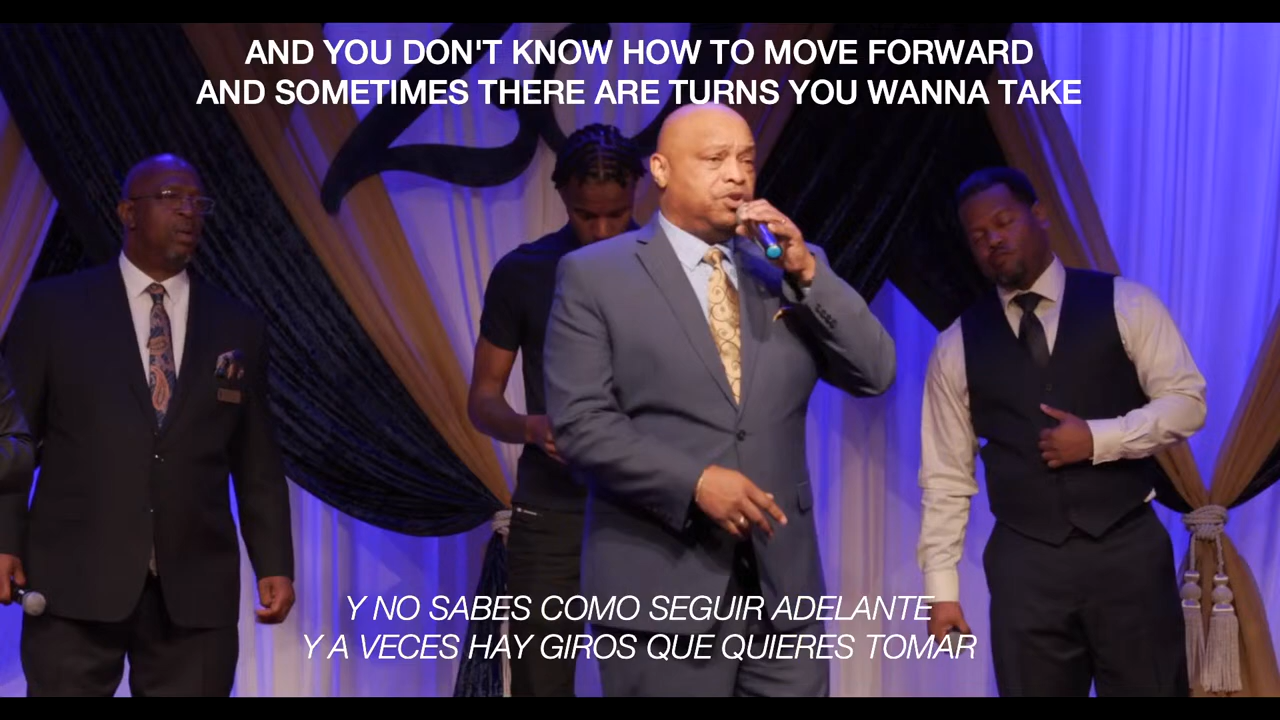 AND YOU DON'T KNOW HOW TO MOVE FORWARD
AND SOMETIMES THERE ARE TURNS YOU WANNA TAKE
Y NO SABES COMO SEGUIR ADELANTE
Y A VECES HAY GIROS QUE QUIERES TOMAR